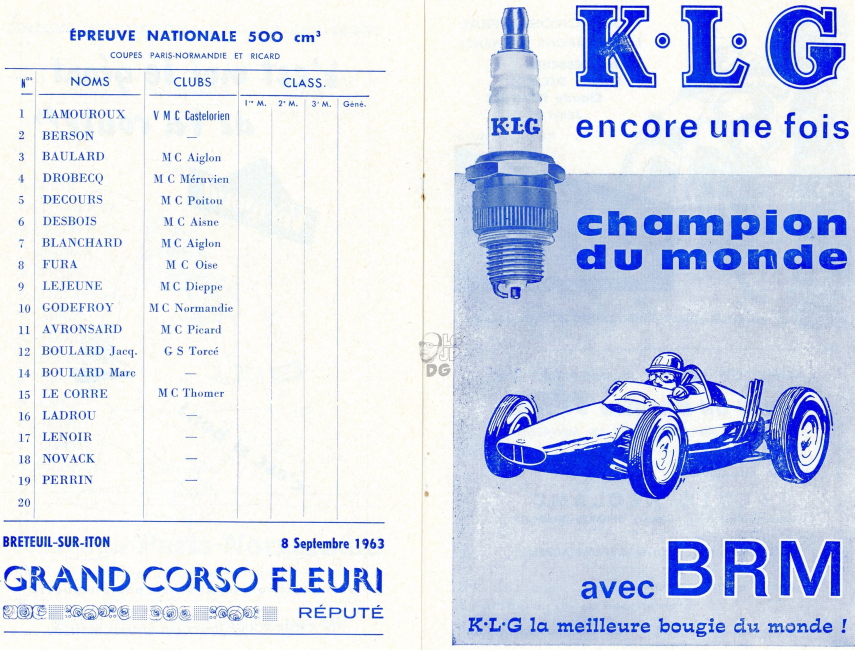 ÉPREUVE NATIONALE 500 cm³
COUPES PARIS-NORMANDIE ET RICARD
Nos NOMS CLUBS CLASS.
1re M. 2e M. 3e M. Géné.
1 LAMOUROUX V M C Castelorien
2 BERSON —
3 BAULARD M C Aiglon
4 DROBECQ M C Méruvien
5 DECOURS M C Poitou
6 DESBOIS M C Aisne
7 BLANCHARD M C Aiglon
8 FURA M C Oise
9 LEJEUNE M C Dieppe
10 GODEFROY M C Normandie
11 AVRONSARD M C Picard
12 BOULARD Jacq. G S Torcé
14 BOULARD Marc —
15 LE CORRE M C Thomer
16 LADROU —
17 LENOIR —
18 NOVACK —
19 PERRIN —
20
BRETEUIL-SUR-ITON 8 Septembre 1963
GRAND CORSO FLEURI
RÉPUTÉ
K·L·G
K·L·G
encore une fois
champion
du monde
avec BRM
K·L·G la meilleure bougie du monde !
DG